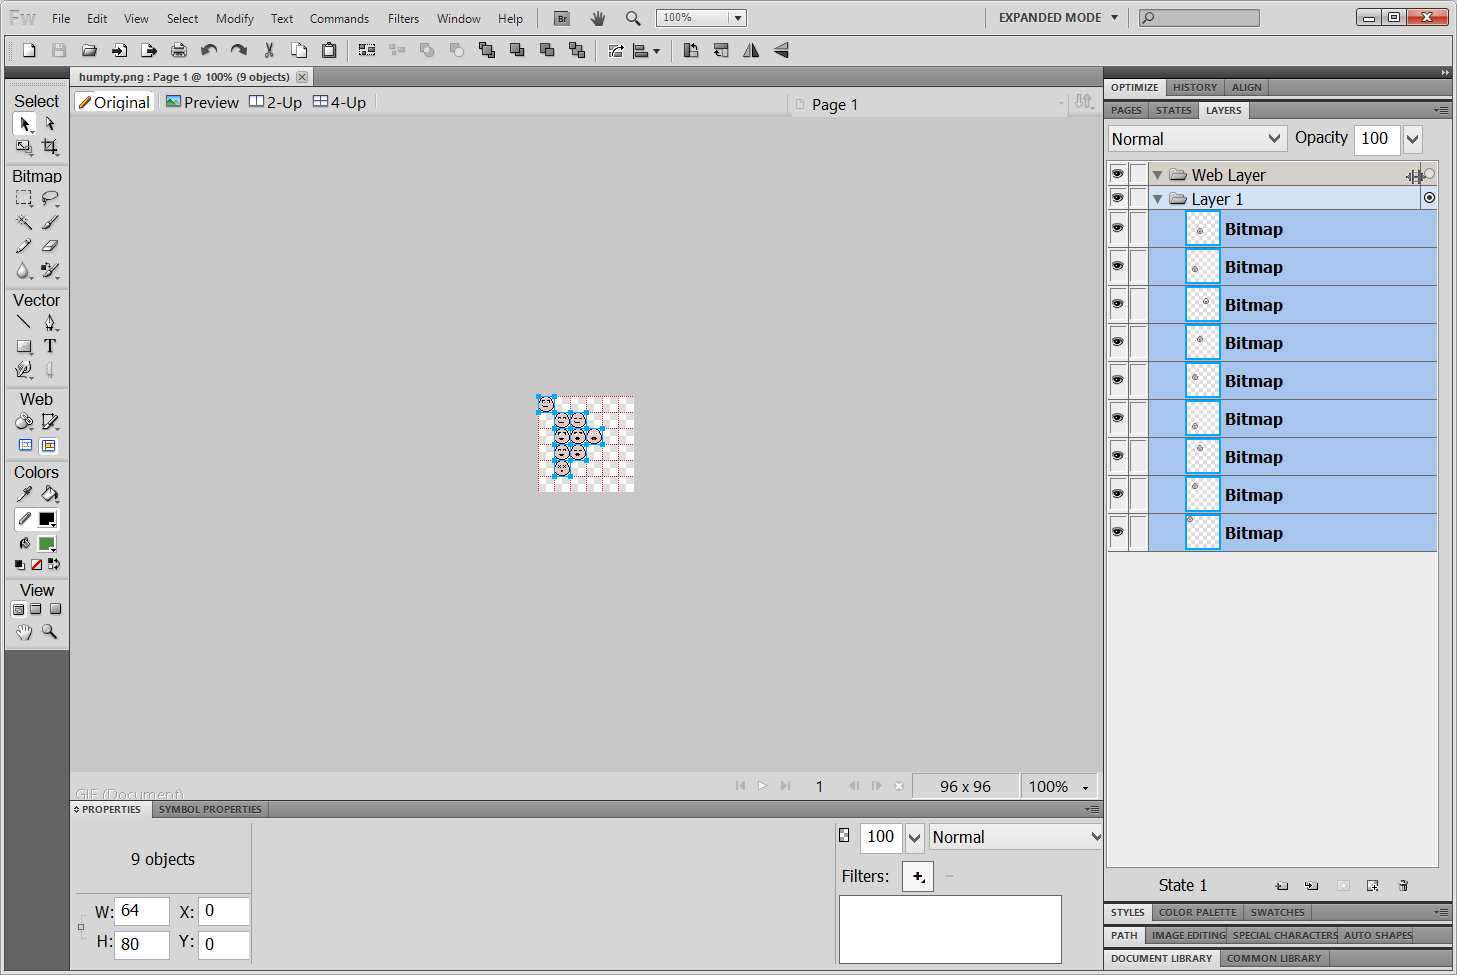 Fw File Edit View Select Modify Text Commands Filters Window Help Br 100% EXPANDED MODE
humpty.png : Page 1 @ 100% (9 objects)
Original Preview 2-Up 4-Up Page 1
Select
Bitmap
Vector
Web
Colors
View
OPTIMIZE HISTORY ALIGN
PAGES STATES LAYERS
Normal Opacity 100
Web Layer
Layer 1
Bitmap
Bitmap
Bitmap
Bitmap
Bitmap
Bitmap
Bitmap
Bitmap
Bitmap
State 1
GIF (Document)
1 96 x 96 100%
PROPERTIES SYMBOL PROPERTIES
9 objects
W: 64 X: 0
H: 80 Y: 0
100 Normal
Filters:
STYLES COLOR PALETTE SWATCHES
PATH IMAGE EDITING SPECIAL CHARACTERS AUTO SHAPES
DOCUMENT LIBRARY COMMON LIBRARY